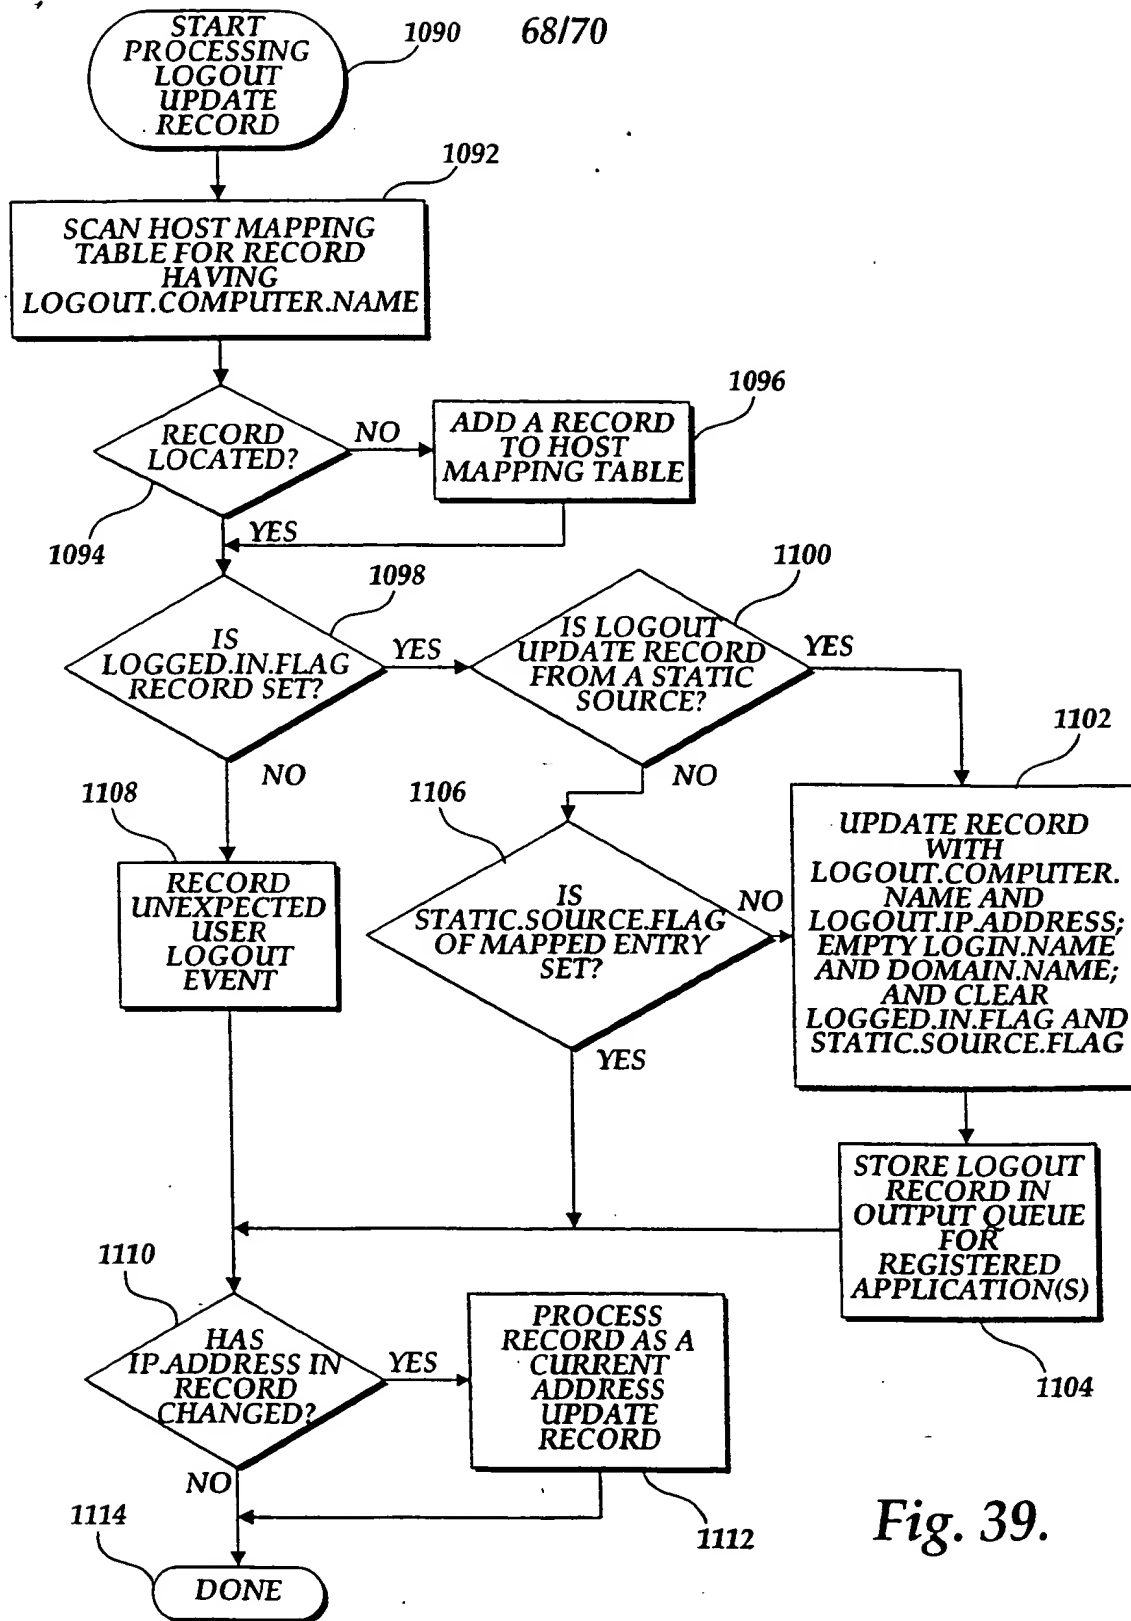 68/70
START
PROCESSING
LOGOUT
UPDATE
RECORD
1090
1092
SCAN HOST MAPPING
TABLE FOR RECORD
HAVING
LOGOUT.COMPUTER.NAME
1096
RECORD
LOCATED?
NO
ADD A RECORD
TO HOST
MAPPING TABLE
1094
YES
1098
1100
IS
LOGGED.IN.FLAG
RECORD SET?
YES
IS LOGOUT
UPDATE RECORD
FROM A STATIC
SOURCE?
YES
1102
NO
NO
1108
1106
RECORD
UNEXPECTED
USER
LOGOUT
EVENT
IS
STATIC.SOURCE.FLAG
OF MAPPED ENTRY
SET?
NO
UPDATE RECORD
WITH
LOGOUT.COMPUTER.
NAME AND
LOGOUT.IP.ADDRESS;
EMPTY LOGIN.NAME
AND DOMAIN.NAME;
AND CLEAR
LOGGED.IN.FLAG AND
STATIC.SOURCE.FLAG
YES
STORE LOGOUT
RECORD IN
OUTPUT QUEUE
FOR
REGISTERED
APPLICATION(S)
1104
1110
HAS
IP.ADDRESS IN
RECORD
CHANGED?
YES
PROCESS
RECORD AS A
CURRENT
ADDRESS
UPDATE
RECORD
1112
NO
1114
DONE
Fig. 39.